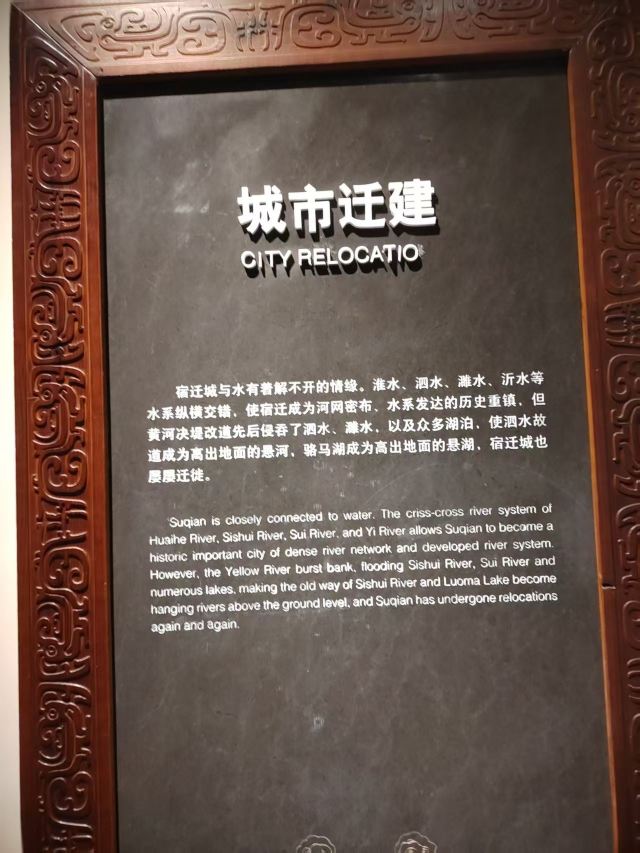 城市迁建
CITY RELOCATIO
宿迁城与水有着解不开的情缘。淮水、泗水、濉水、沂水等
水系纵横交错，使宿迁成为河网密布、水系发达的历史重镇，但
黄河决堤改道先后侵吞了泗水、濉水，以及众多湖泊，使泗水故
道成为高出地面的悬河，骆马湖成为高出地面的悬湖，宿迁城也
屡屡迁徙。
Suqian is closely connected to water. The criss-cross river system of
Huaihe River, Sishui River, Sui River, and Yi River allows Suqian to become a
historic important city of dense river network and developed river system.
However, the Yellow River burst bank, flooding Sishui River, Sui River and
numerous lakes, making the old way of Sishui River and Luoma Lake become
hanging rivers above the ground level, and Suqian has undergone relocations
again and again.